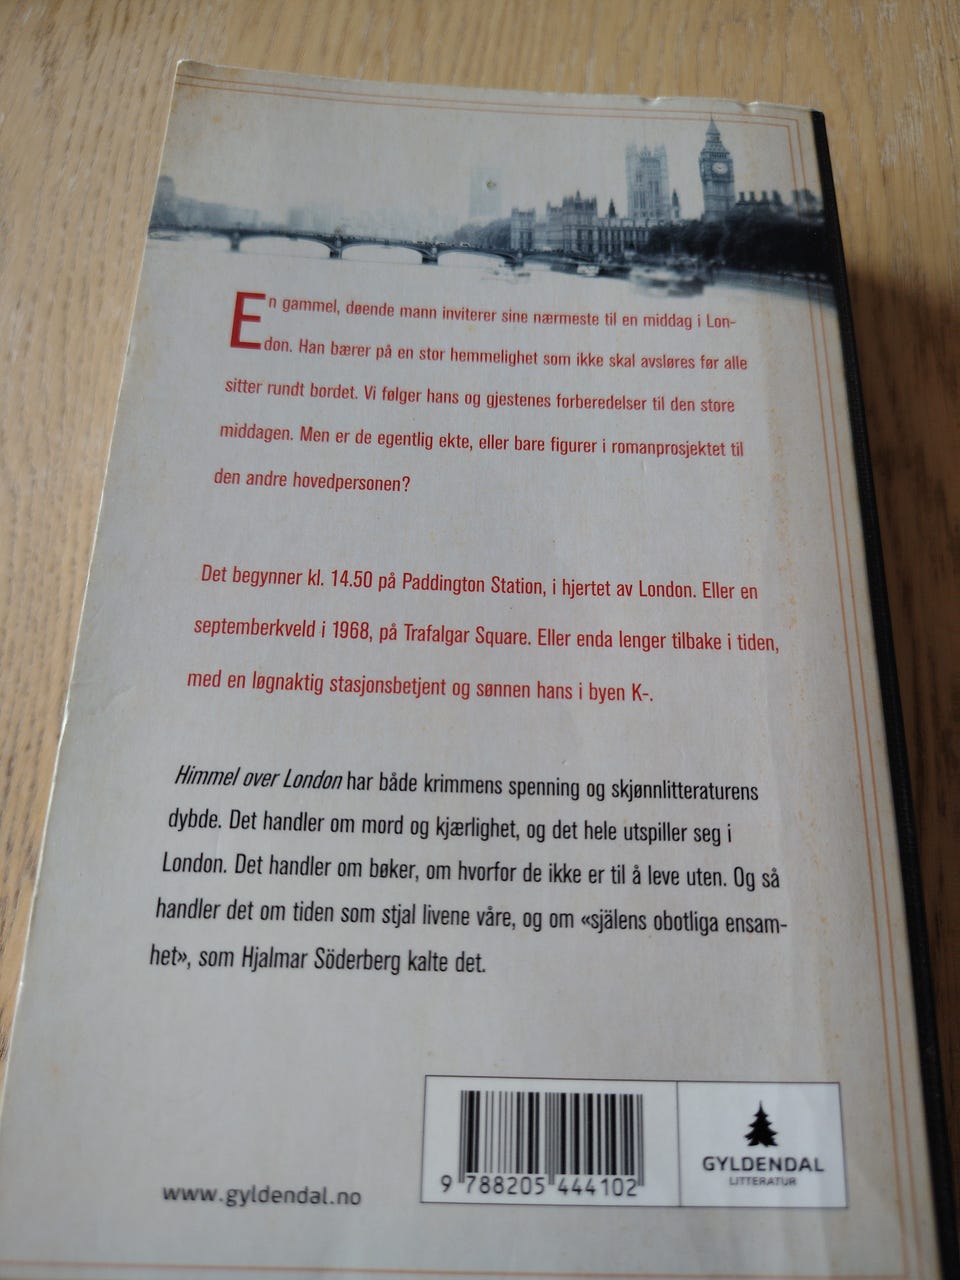 En gammel, døende mann inviterer sine nærmeste til en middag i Lon-
don. Han bærer på en stor hemmelighet som ikke skal avsløres før alle
sitter rundt bordet. Vi følger hans og gjestenes forberedelser til den store
middagen. Men er de egentlig ekte, eller bare figurer i romanprosjektet til
den andre hovedpersonen?
Det begynner kl. 14.50 på Paddington Station, i hjertet av London. Eller en
septemberkveld i 1968, på Trafalgar Square. Eller enda lenger tilbake i tiden,
med en løgnaktig stasjonsbetjent og sønnen hans i byen K-.
Himmel over London har både krimmens spenning og skjønnlitteraturens
dybde. Det handler om mord og kjærlighet, og det hele utspiller seg i
London. Det handler om bøker, om hvorfor de ikke er til å leve uten. Og så
handler det om tiden som stjal livene våre, og om «själens obotliga ensam-
het», som Hjalmar Söderberg kalte det.
www.gyldendal.no
9 788205 444102
GYLDENDAL
LITTERATUR